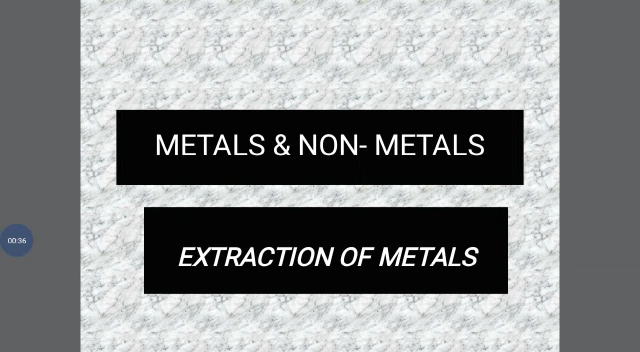 METALS & NON- METALS
EXTRACTION OF METALS
00:36